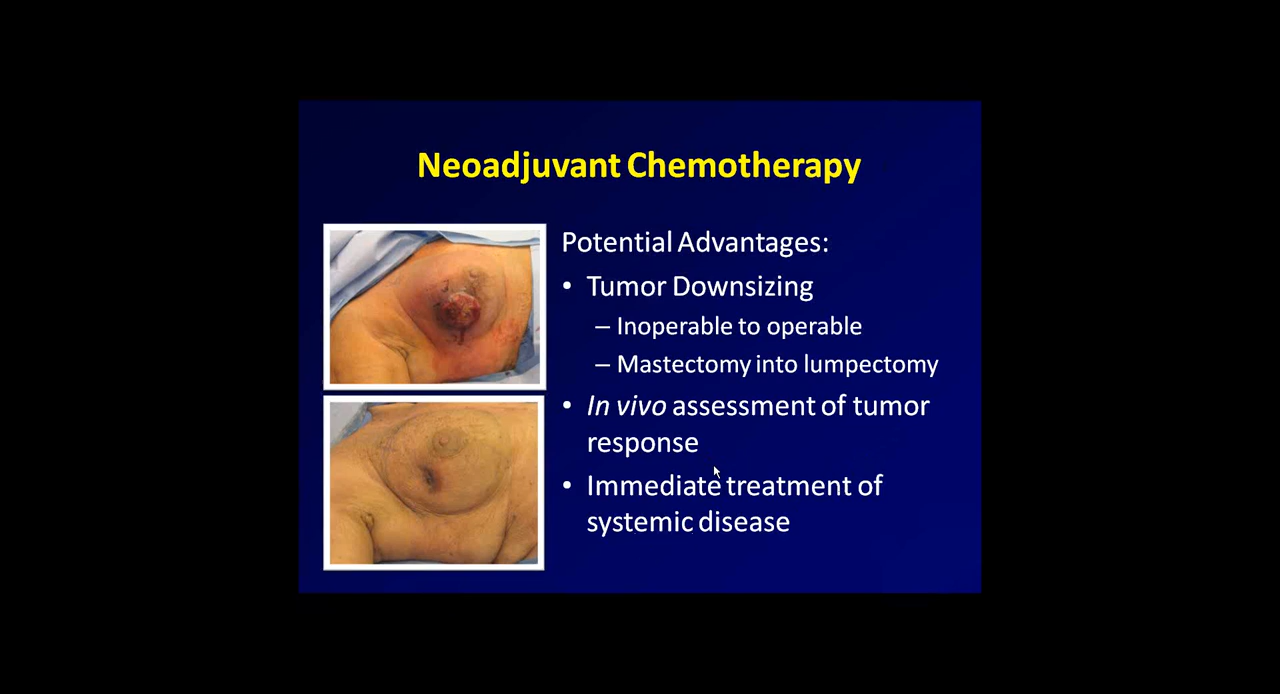 Neoadjuvant Chemotherapy
Potential Advantages:
• Tumor Downsizing
– Inoperable to operable
– Mastectomy into lumpectomy
• In vivo assessment of tumor
response
• Immediate treatment of
systemic disease